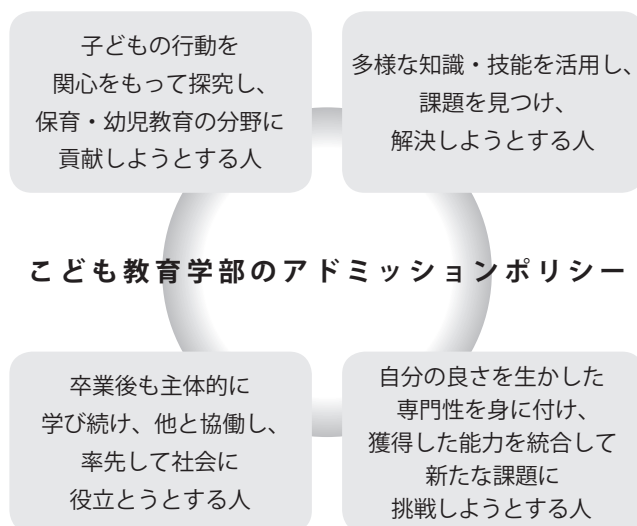 子どもの行動を
関心をもって探究し、
保育・幼児教育の分野に
貢献しようとする人
多様な知識・技能を活用し、
課題を見つけ、
解決しようとする人
こども教育学部のアドミッションポリシー
卒業後も主体的に
学び続け、他と協働し、
率先して社会に
役立とうとする人
自分の良さを生かした
専門性を身に付け、
獲得した能力を統合して
新たな課題に
挑戦しようとする人